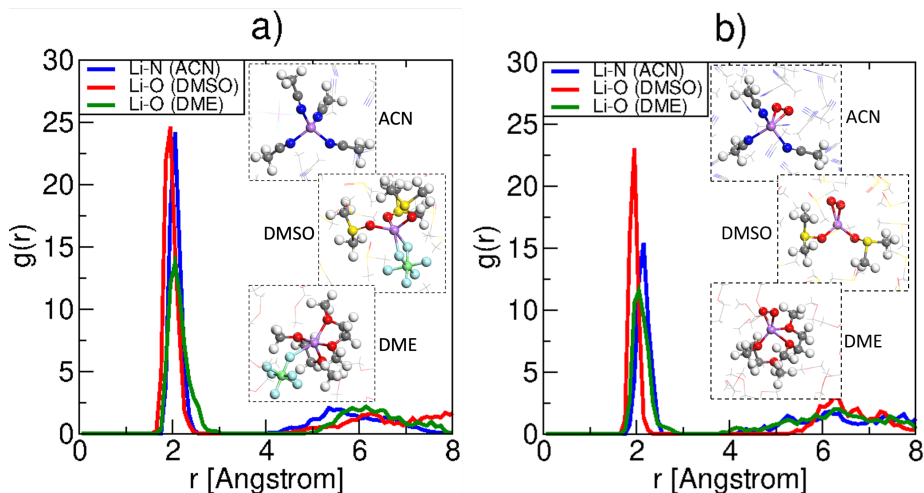 a)
30
25
20
15
10
5
0
g(r)
Li-N (ACN)
Li-O (DMSO)
Li-O (DME)
ACN
DMSO
DME
0 2 4 6 8
r [Angstrom]
b)
30
25
20
15
10
5
0
g(r)
Li-N (ACN)
Li-O (DMSO)
Li-O (DME)
ACN
DMSO
DME
0 2 4 6 8
r [Angstrom]